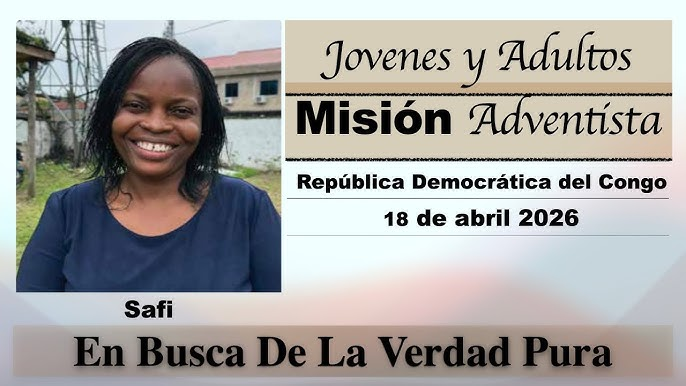 Jovenes y Adultos
Misión Adventista
República Democrática del Congo
18 de abril 2026
Safi
En Busca De La Verdad Pura